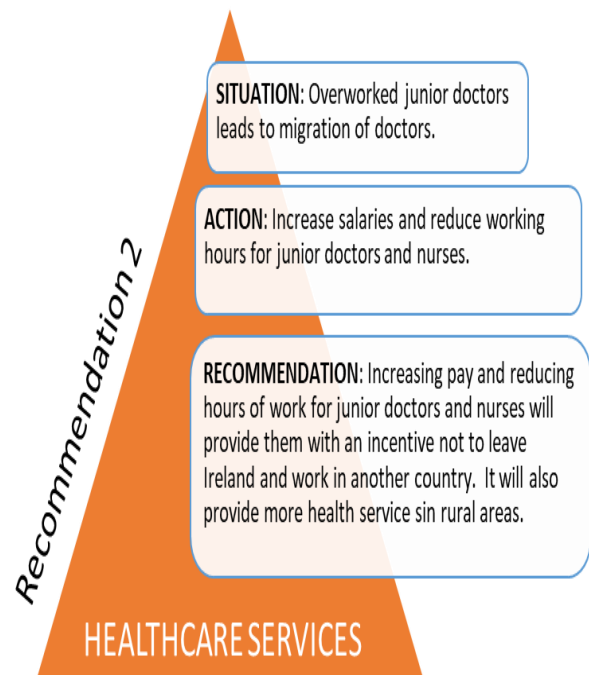 Recommendation 2
SITUATION: Overworked junior doctors
leads to migration of doctors.
ACTION: Increase salaries and reduce working
hours for junior doctors and nurses.
RECOMMENDATION: Increasing pay and reducing
hours of work for junior doctors and nurses will
provide them with an incentive not to leave
Ireland and work in another country. It will also
provide more health service sin rural areas.
HEALTHCARE SERVICES